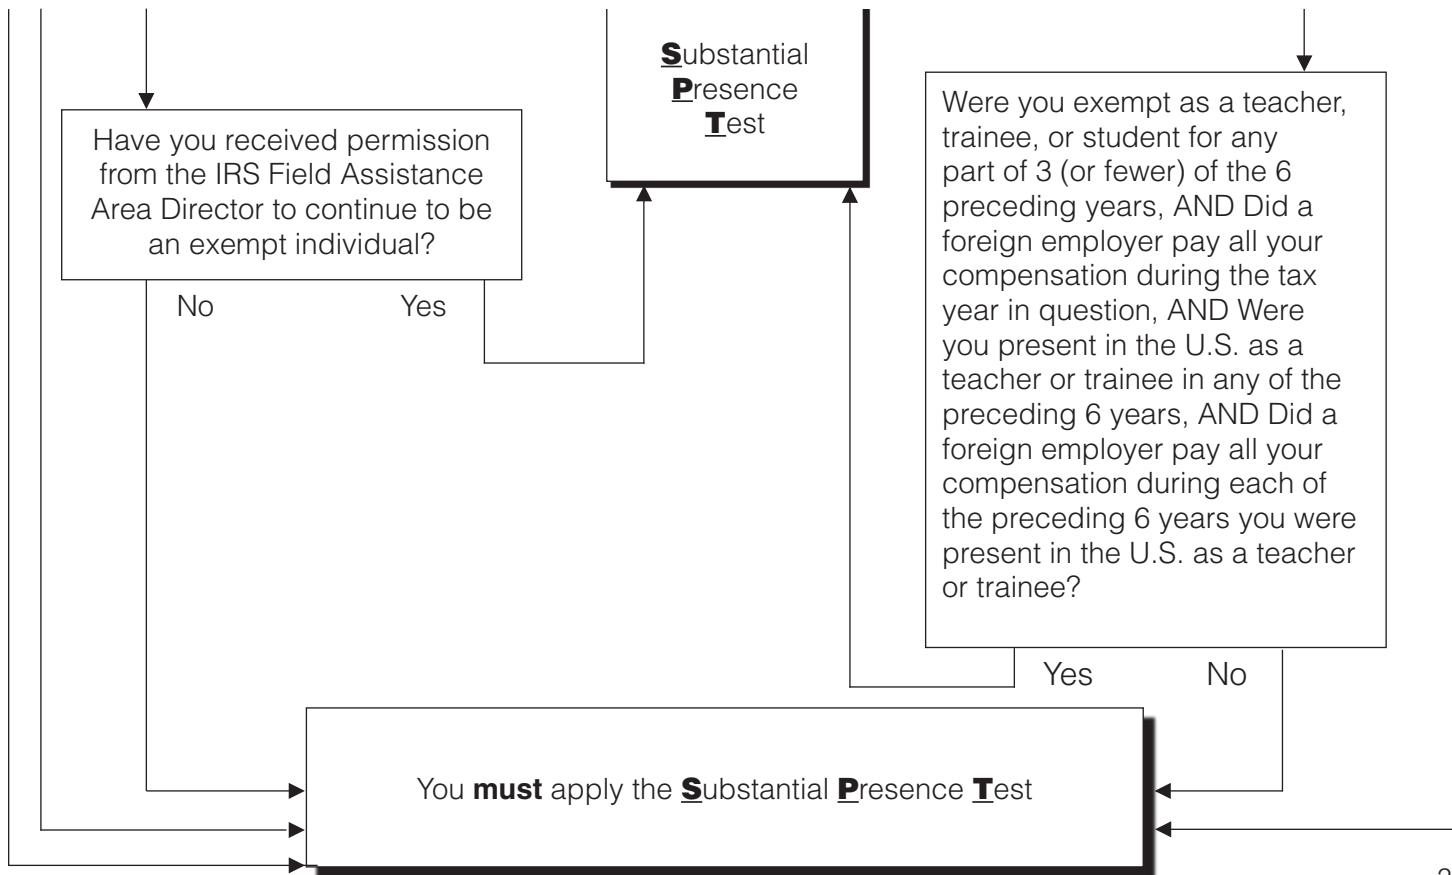 Substantial
Presence
Test
Have you received permission
from the IRS Field Assistance
Area Director to continue to be
an exempt individual?
No
Yes
Were you exempt as a teacher,
trainee, or student for any
part of 3 (or fewer) of the 6
preceding years, AND Did a
foreign employer pay all your
compensation during the tax
year in question, AND Were
you present in the U.S. as a
teacher or trainee in any of the
preceding 6 years, AND Did a
foreign employer pay all your
compensation during each of
the preceding 6 years you were
present in the U.S. as a teacher
or trainee?
Yes
No
You must apply the Substantial Presence Test